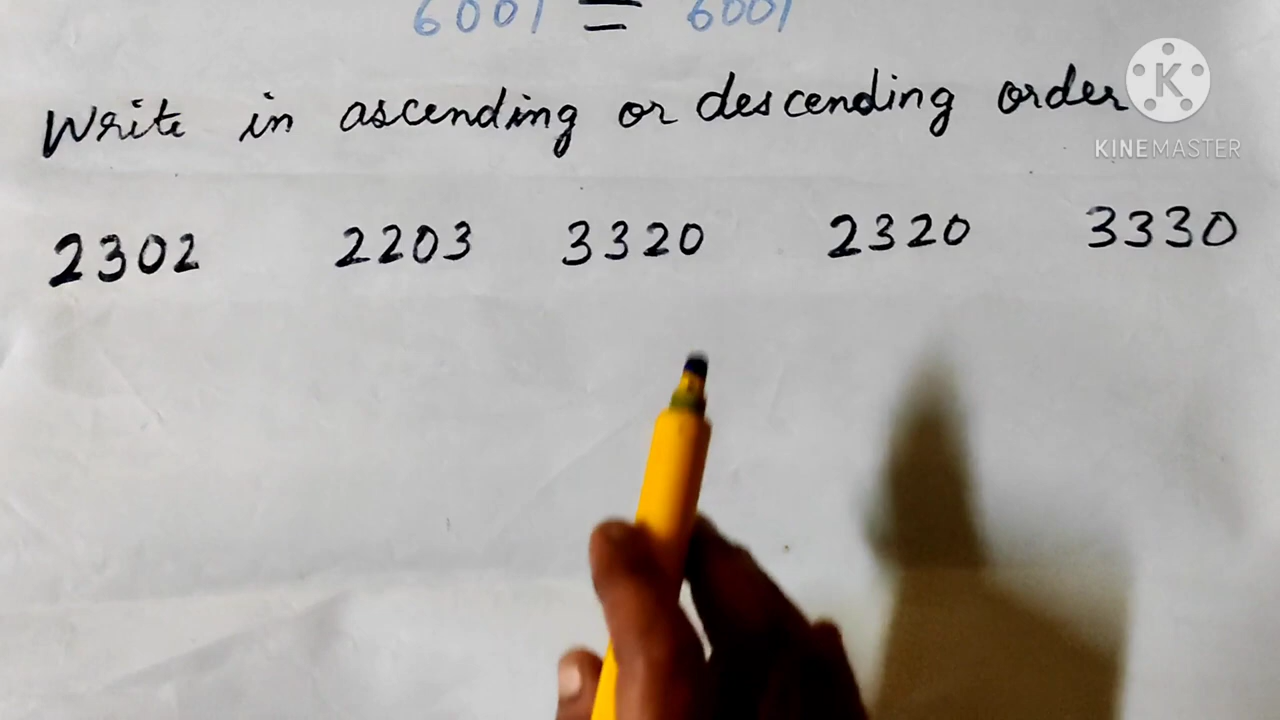 6001 = 6001
Write in ascending or descending order
K
KINEMASTER
2302 2203 3320 2320 3330